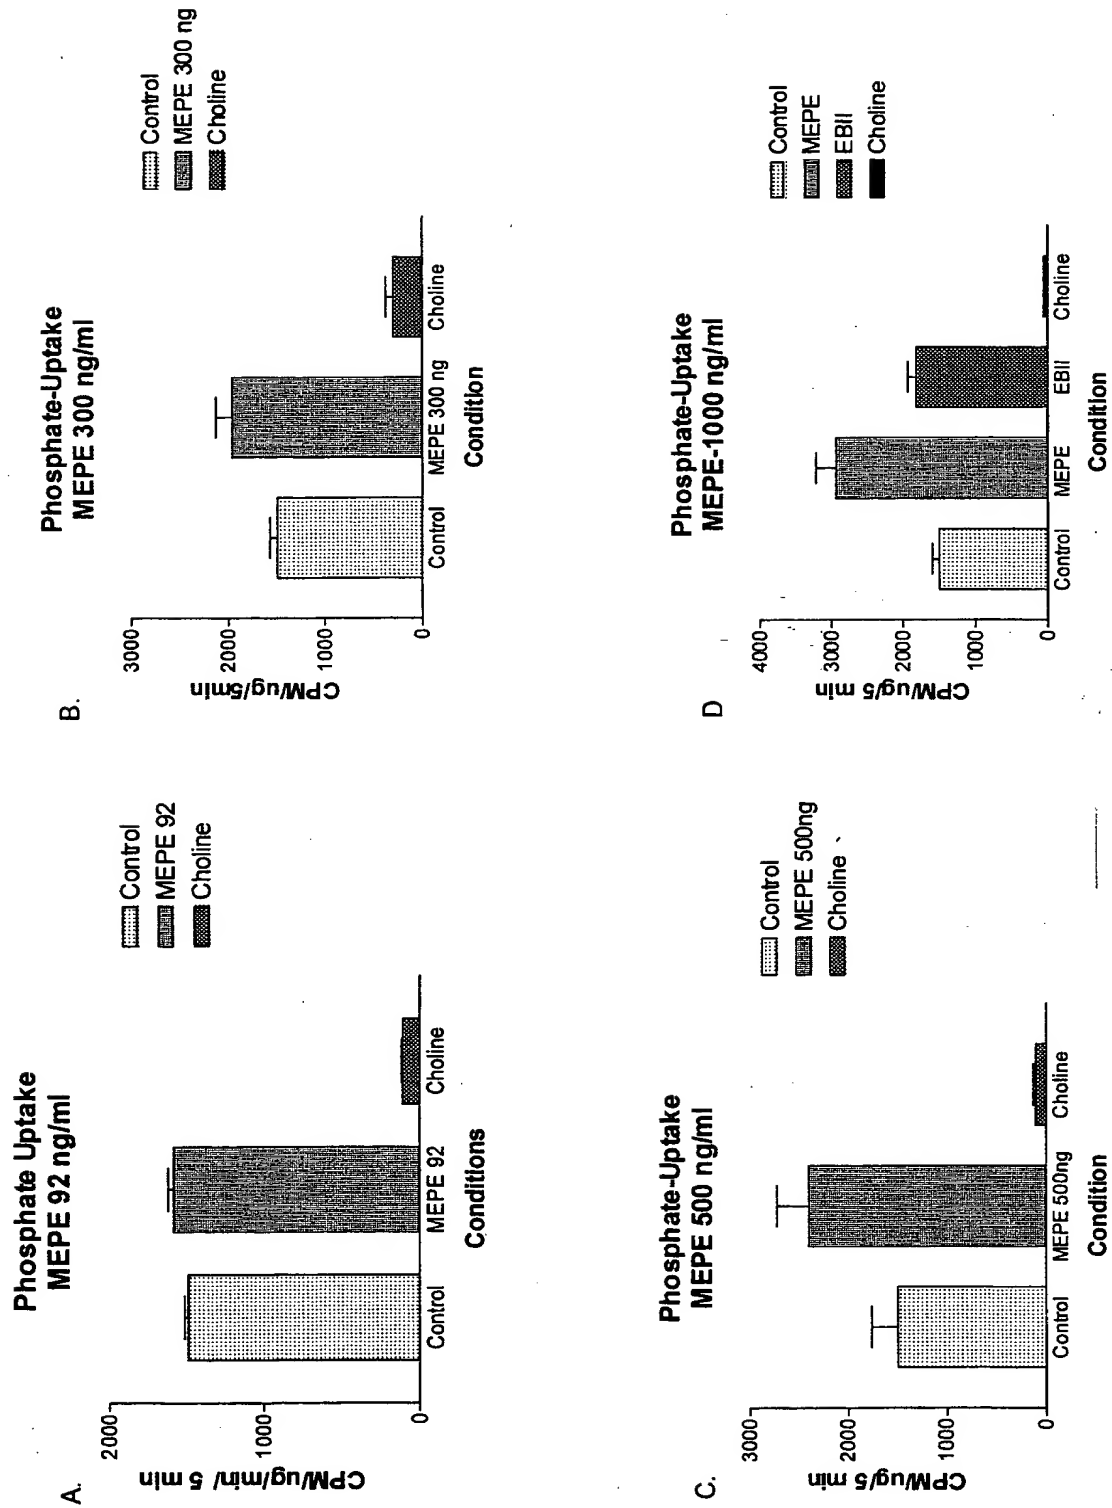 A.
Phosphate Uptake
MEPE 92 ng/ml
CPM/ug/min/ 5 min
2000
1000
0
Control
MEPE 92
Choline
Conditions
Control
MEPE 92
Choline
B.
Phosphate-Uptake
MEPE 300 ng/ml
CPM/ug/5min
3000
2000
1000
0
Control
MEPE 300 ng
Choline
Condition
Control
MEPE 300 ng
Choline
C.
Phosphate-Uptake
MEPE 500 ng/ml
CPM/ug/5 min
3000
2000
1000
0
Control
MEPE 500ng
Choline
Condition
Control
MEPE 500ng
Choline
D
Phosphate-Uptake
MEPE-1000 ng/ml
CPM/ug/5 min
4000
3000
2000
1000
0
Control
MEPE
EBII
Choline
Condition
Control
MEPE
EBII
Choline